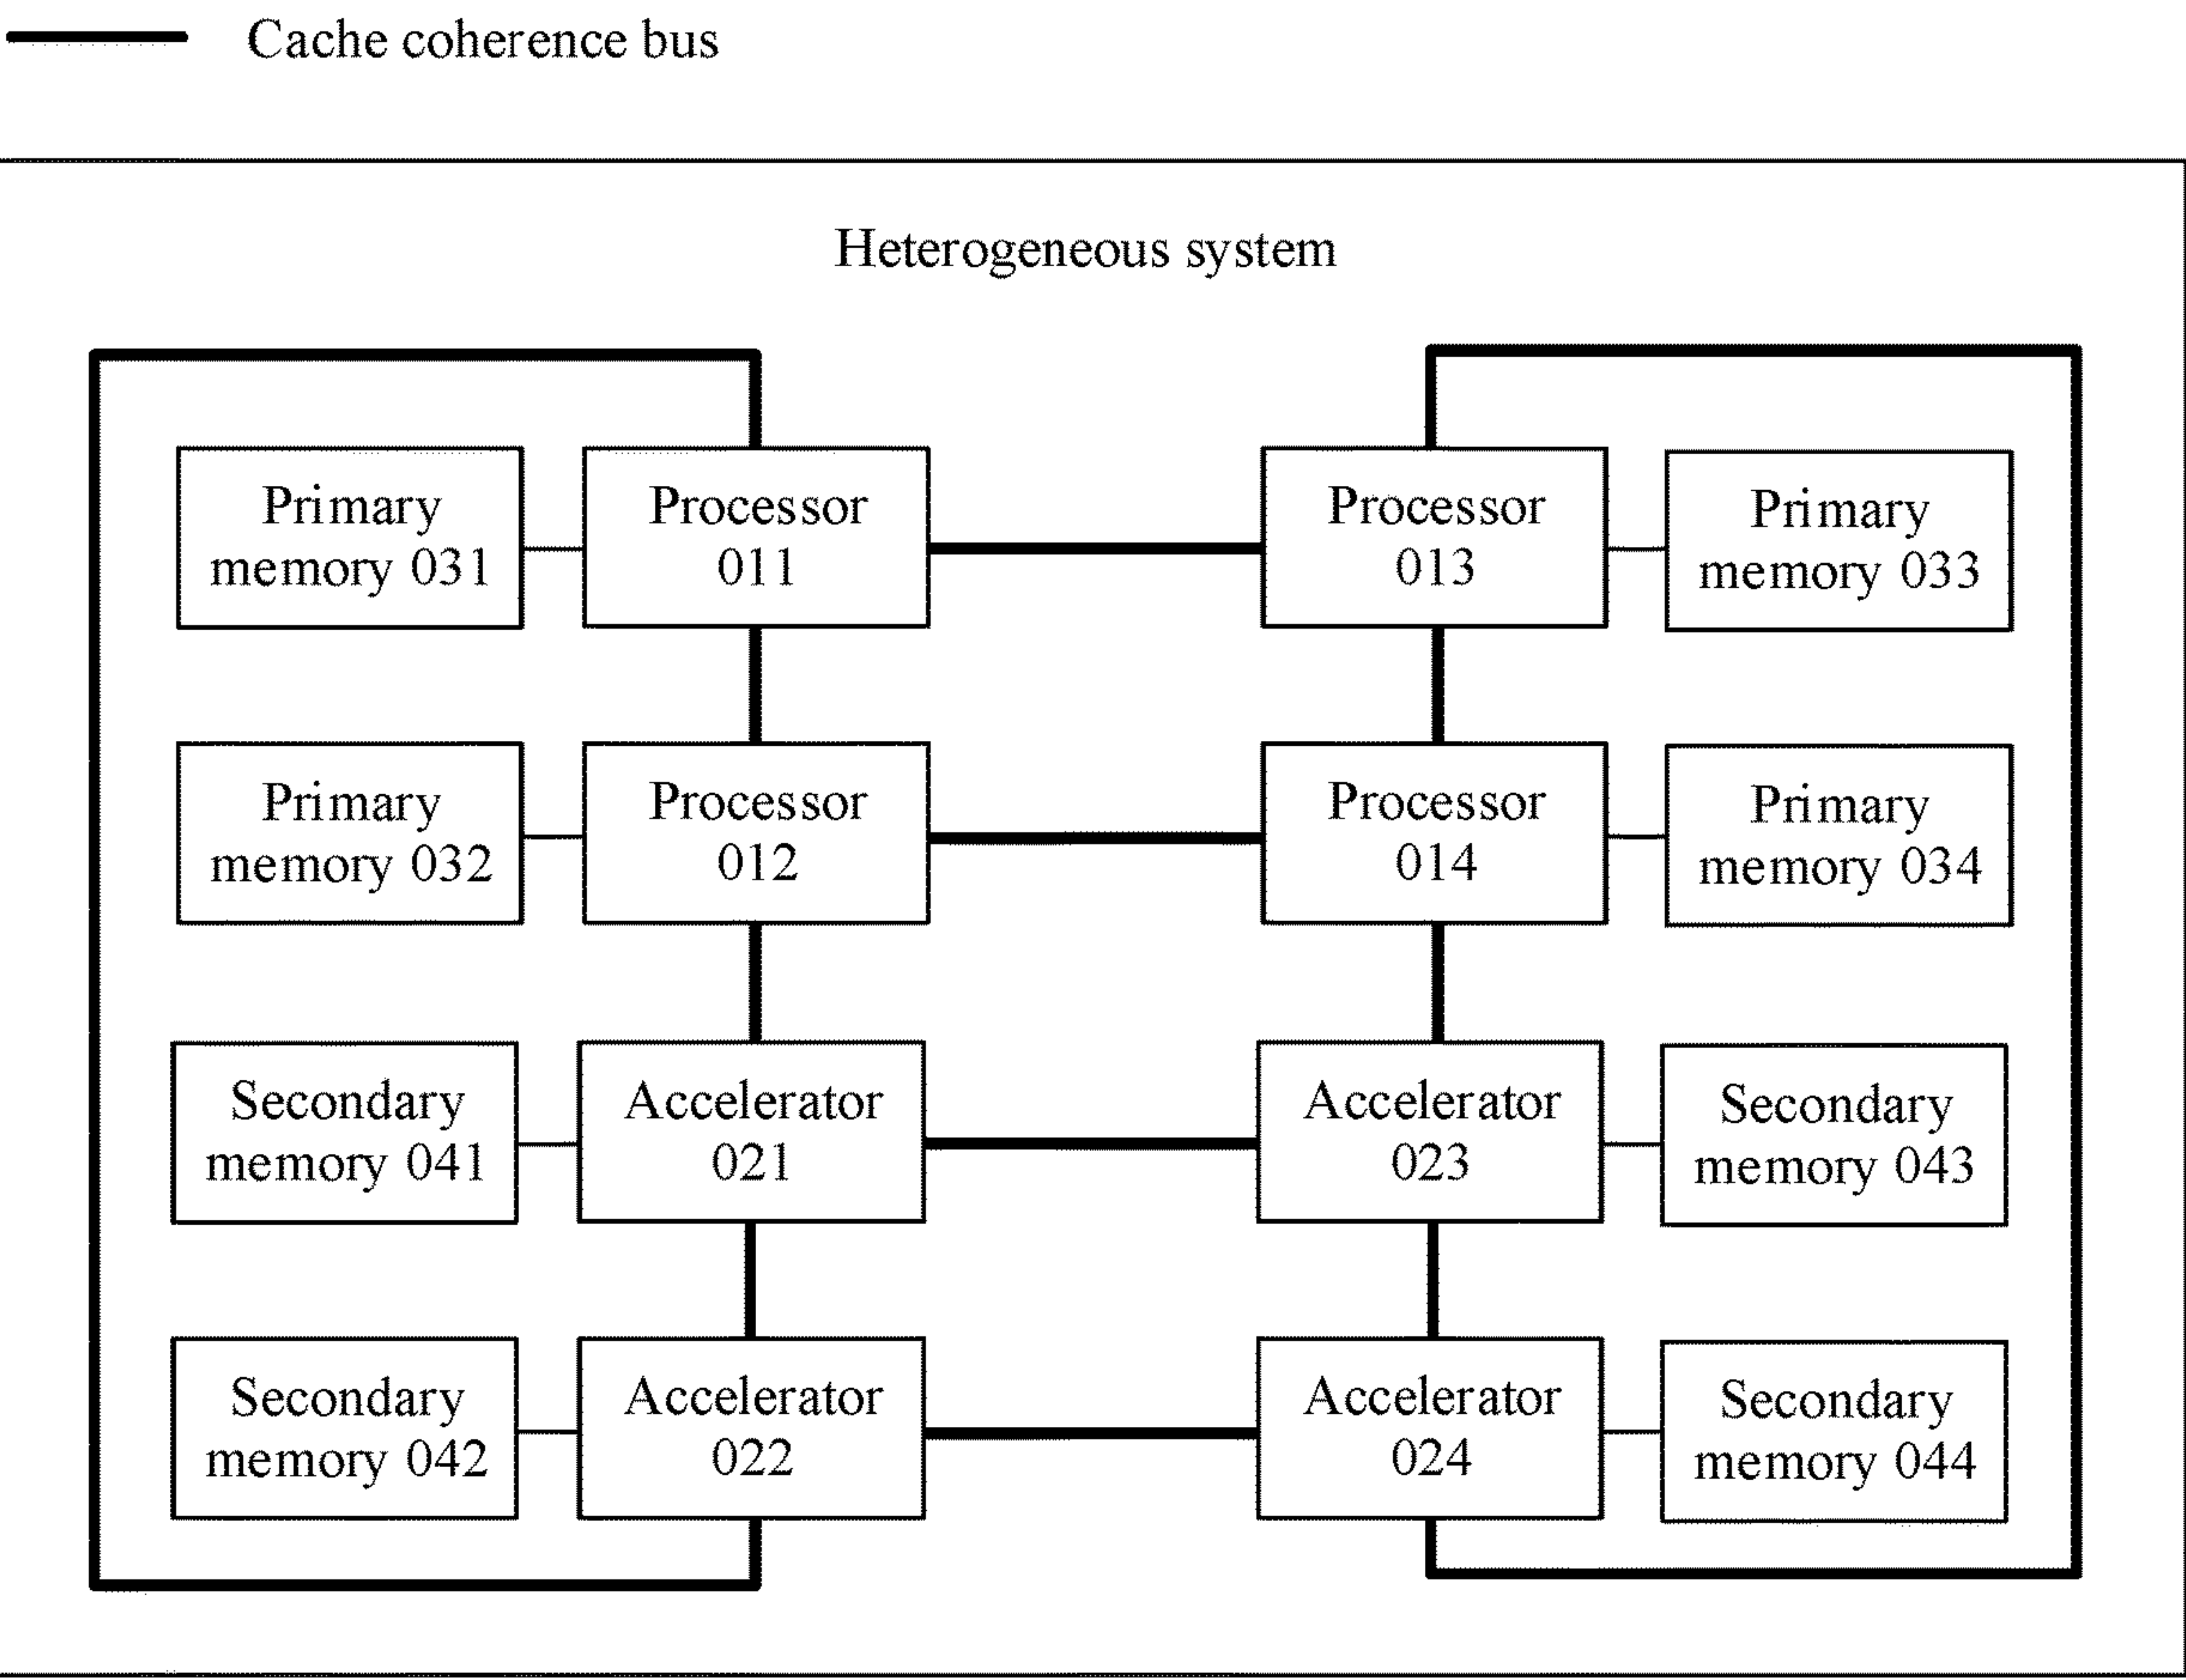 Cache coherence bus
Heterogeneous system
Primary
memory 031
Processor
011
Processor
013
Primary
memory 033
Primary
memory 032
Processor
012
Processor
014
Primary
memory 034
Secondary
memory 041
Accelerator
021
Accelerator
023
Secondary
memory 043
Secondary
memory 042
Accelerator
022
Accelerator
024
Secondary
memory 044